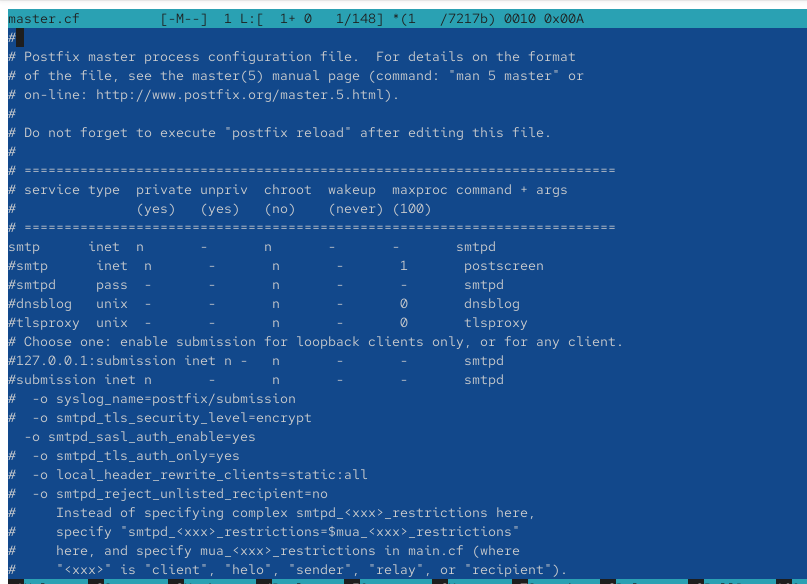 master.cf          [-M--]  1 L:[  1+ 0   1/148] *(1   /7217b) 0010 0x00A
#
# Postfix master process configuration file.  For details on the format
# of the file, see the master(5) manual page (command: "man 5 master" or
# on-line: http://www.postfix.org/master.5.html).
#
# Do not forget to execute "postfix reload" after editing this file.
#
# ==========================================================================
# service type  private unpriv  chroot  wakeup  maxproc command + args
#               (yes)   (yes)   (no)    (never) (100)
# ==========================================================================
smtp      inet  n       -       n       -       -       smtpd
#smtp      inet  n       -       n       -       1       postscreen
#smtpd     pass  -       -       n       -       -       smtpd
#dnsblog   unix  -       -       n       -       0       dnsblog
#tlsproxy  unix  -       -       n       -       0       tlsproxy
# Choose one: enable submission for loopback clients only, or for any client.
#127.0.0.1:submission inet n -   n       -       -       smtpd
#submission inet n       -       n       -       -       smtpd
#  -o syslog_name=postfix/submission
#  -o smtpd_tls_security_level=encrypt
  -o smtpd_sasl_auth_enable=yes
#  -o smtpd_tls_auth_only=yes
#  -o local_header_rewrite_clients=static:all
#  -o smtpd_reject_unlisted_recipient=no
#     Instead of specifying complex smtpd_<xxx>_restrictions here,
#     specify "smtpd_<xxx>_restrictions=$mua_<xxx>_restrictions"
#     here, and specify mua_<xxx>_restrictions in main.cf (where
#     "<xxx>" is "client", "helo", "sender", "relay", or "recipient").